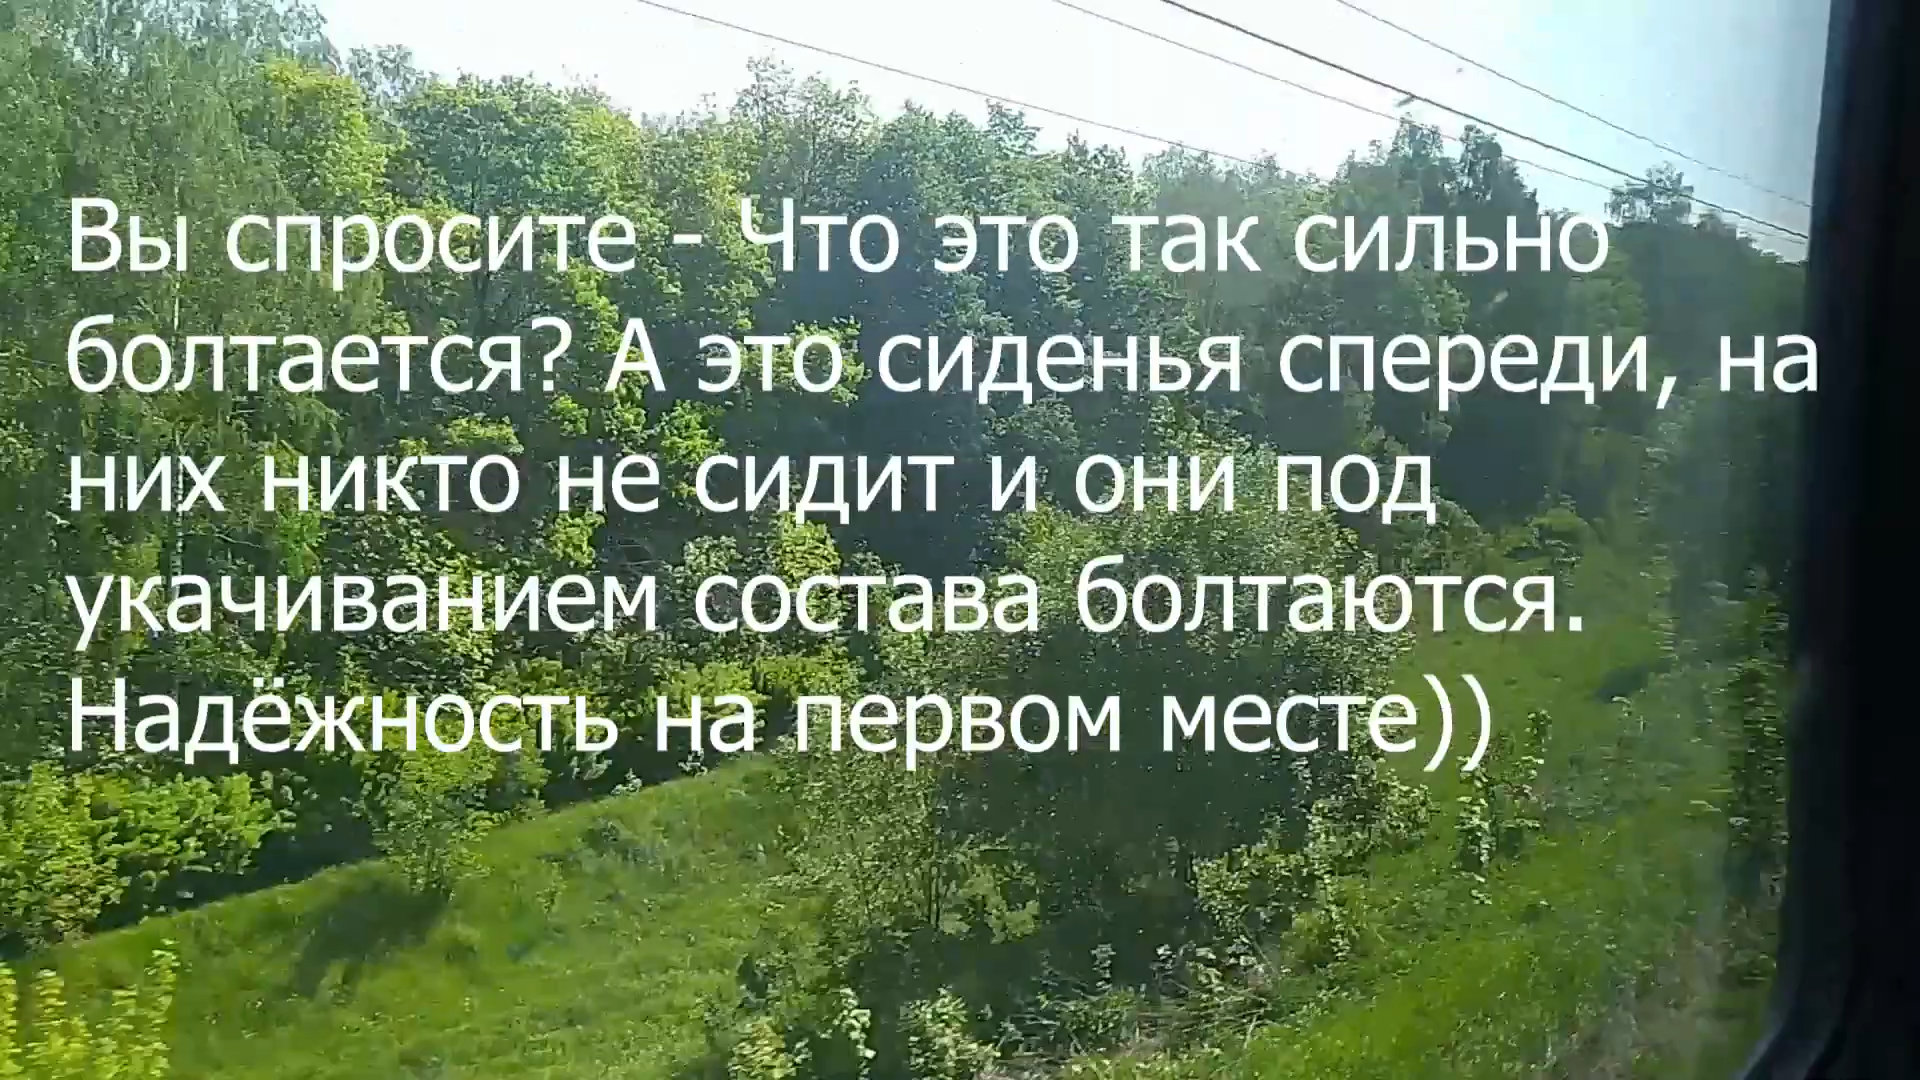 Вы спросите - Что это так сильно
болтается? А это сиденья спереди, на
них никто не сидит и они под
укачиванием состава болтаются.
Надёжность на первом месте))